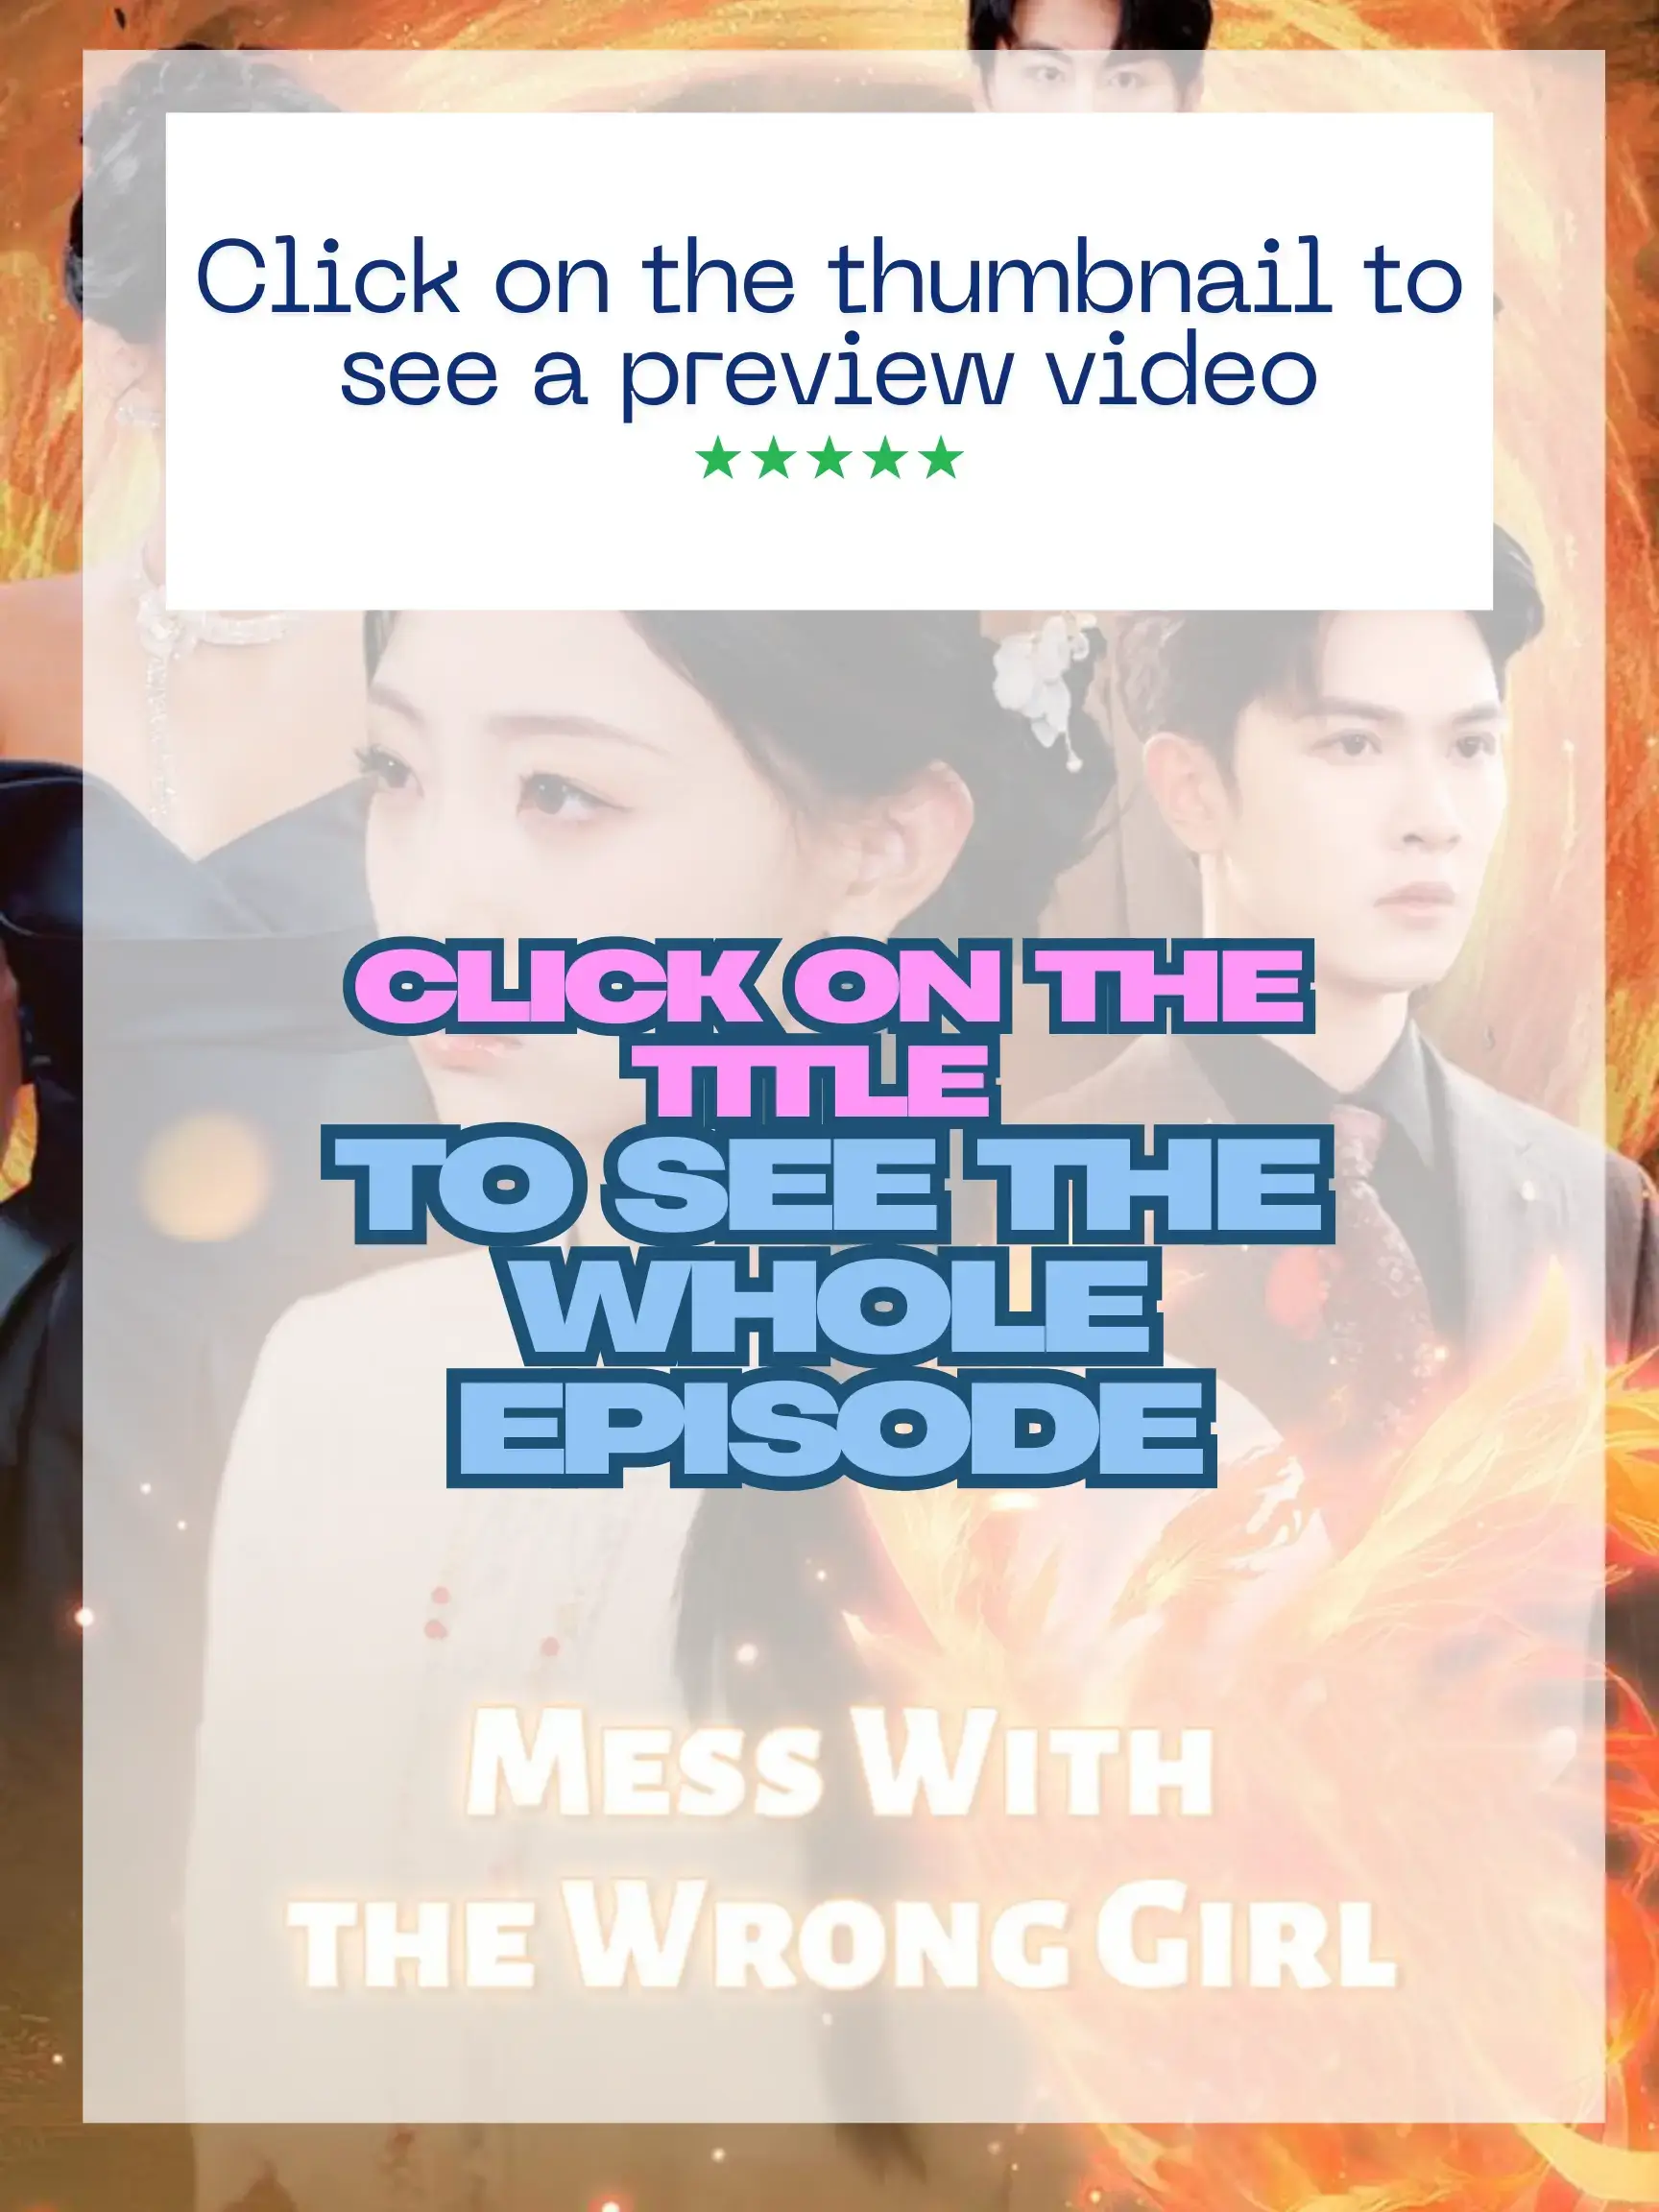 Click on the thumbnail to
see a preview video
★★★★★
CLICK ON THE
TITLE
TO SEE THE
WHOLE
EPISODE
MESS WITH
THE WRONG GIRL